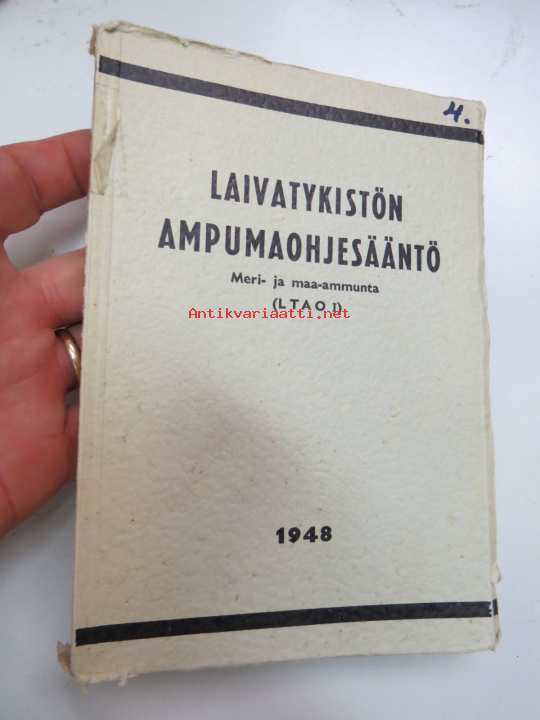 4.
LAIVATYKISTÖN
AMPUMAOHJESÄÄNTÖ
Meri- ja maa-ammunta
(LTAO I)
Antikvariaatti.net
1948